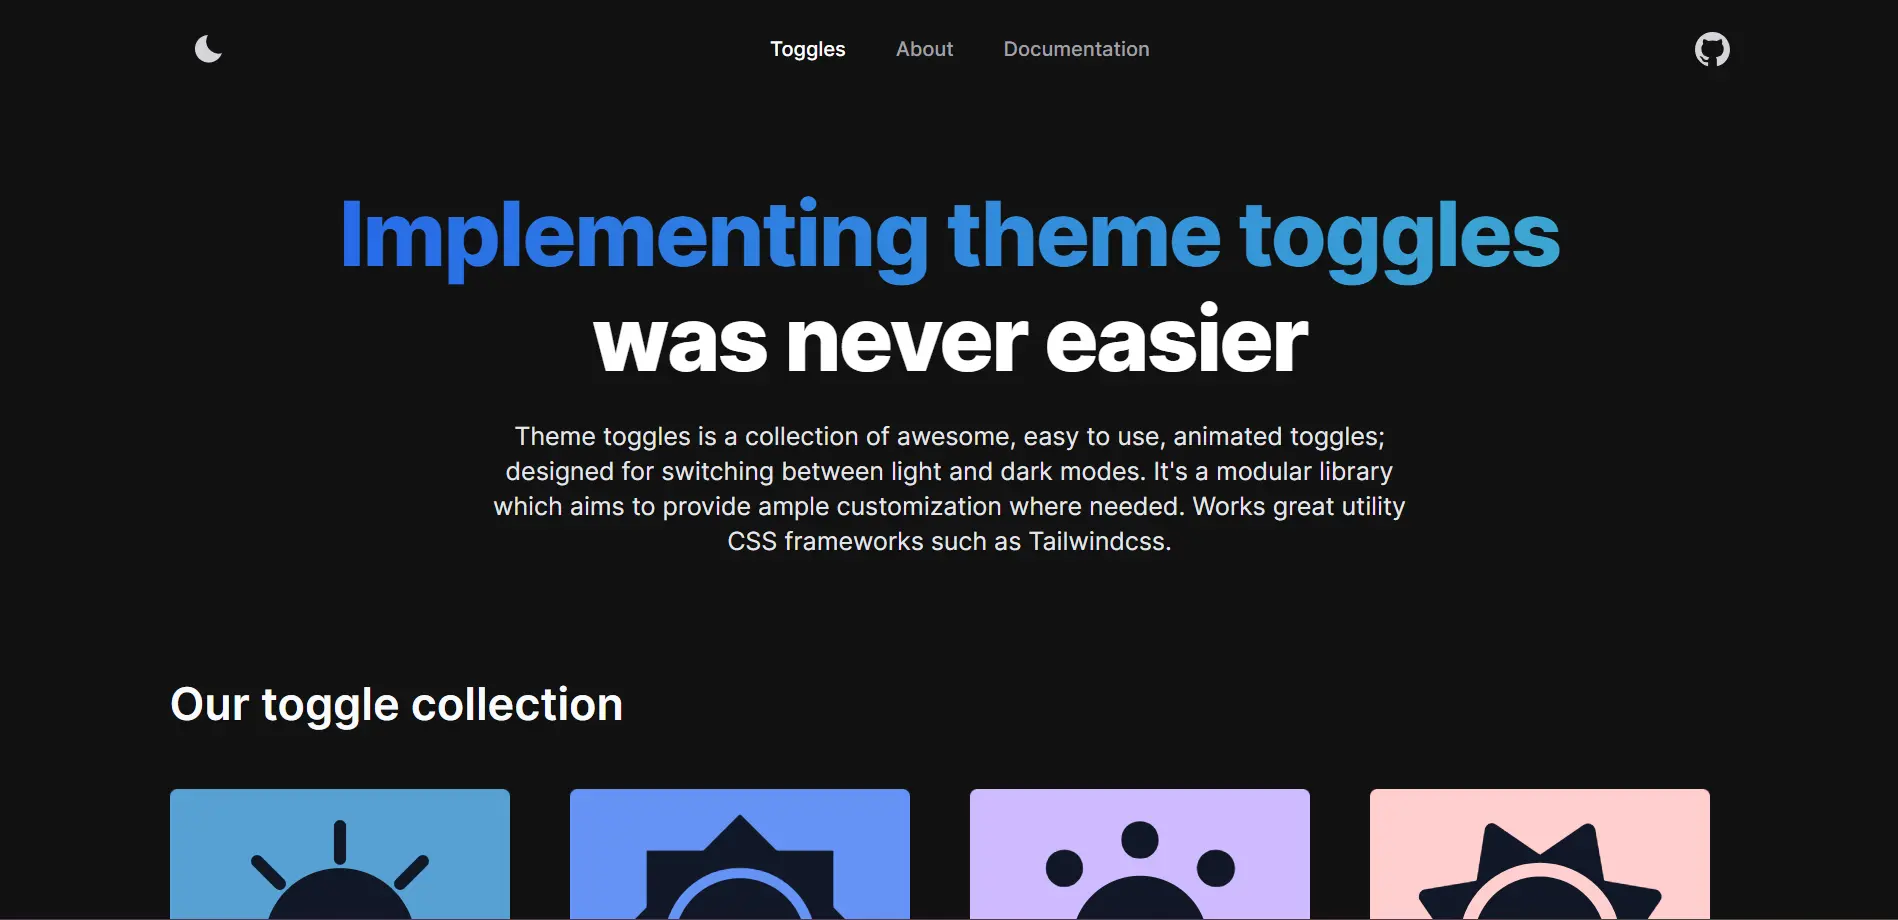 Toggles About Documentation
Implementing theme toggles
was never easier
Theme toggles is a collection of awesome, easy to use, animated toggles;
designed for switching between light and dark modes. It's a modular library
which aims to provide ample customization where needed. Works great utility
CSS frameworks such as Tailwindcss.
Our toggle collection